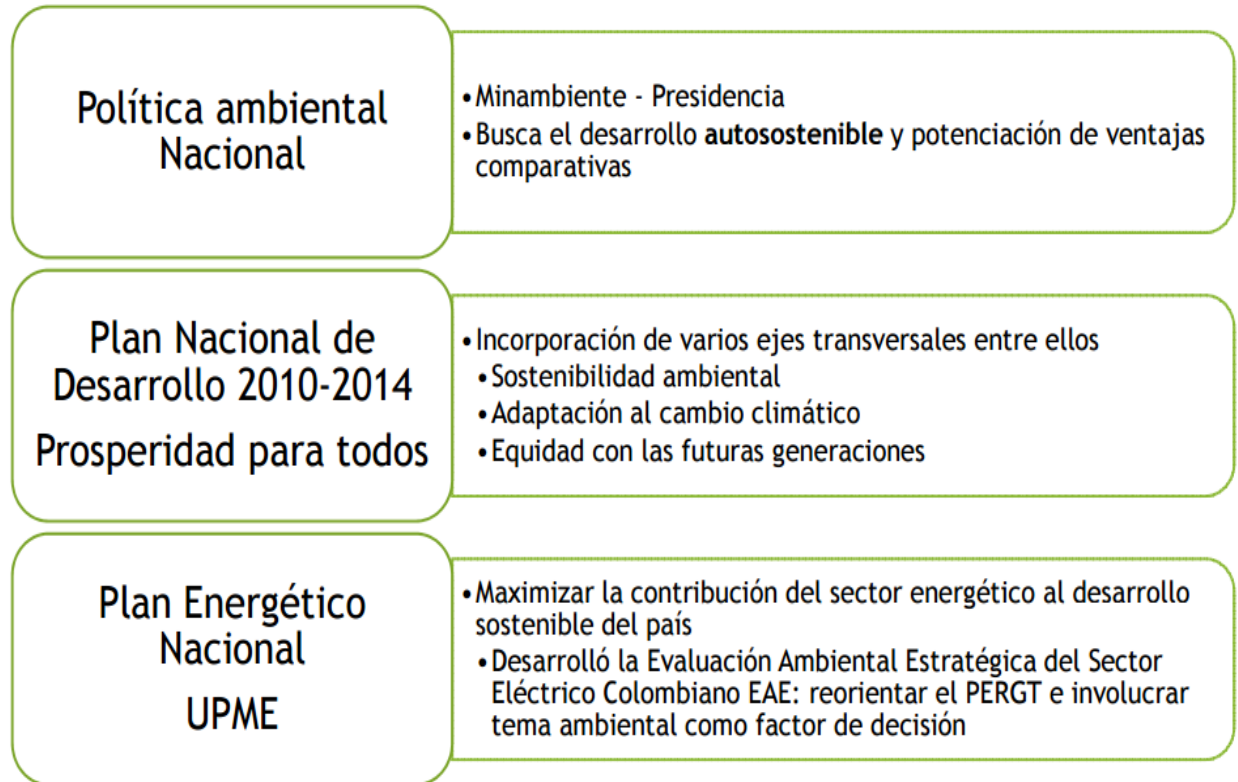 Política ambiental
Nacional
•Minambiente - Presidencia
•Busca el desarrollo autosostenible y potenciación de ventajas
comparativas
Plan Nacional de
Desarrollo 2010-2014
Prosperidad para todos
•Incorporación de varios ejes transversales entre ellos
•Sostenibilidad ambiental
•Adaptación al cambio climático
•Equidad con las futuras generaciones
Plan Energético
Nacional
UPME
•Maximizar la contribución del sector energético al desarrollo
sostenible del país
•Desarrolló la Evaluación Ambiental Estratégica del Sector
Eléctrico Colombiano EAE: reorientar el PERGT e involucrar
tema ambiental como factor de decisión